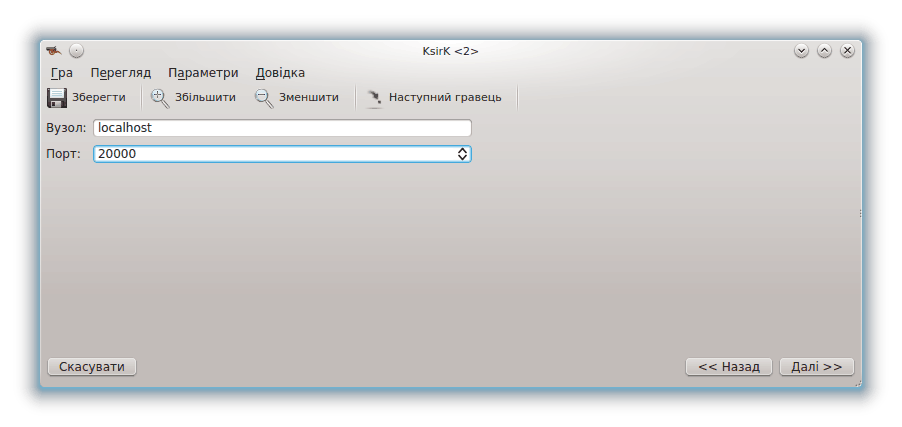 KsirK <2>
Гра Перегляд Параметри Довідка
Зберегти Збільшити Зменшити Наступний гравець
Вузол: localhost
Порт: 20000
Скасувати << Назад Далі >>